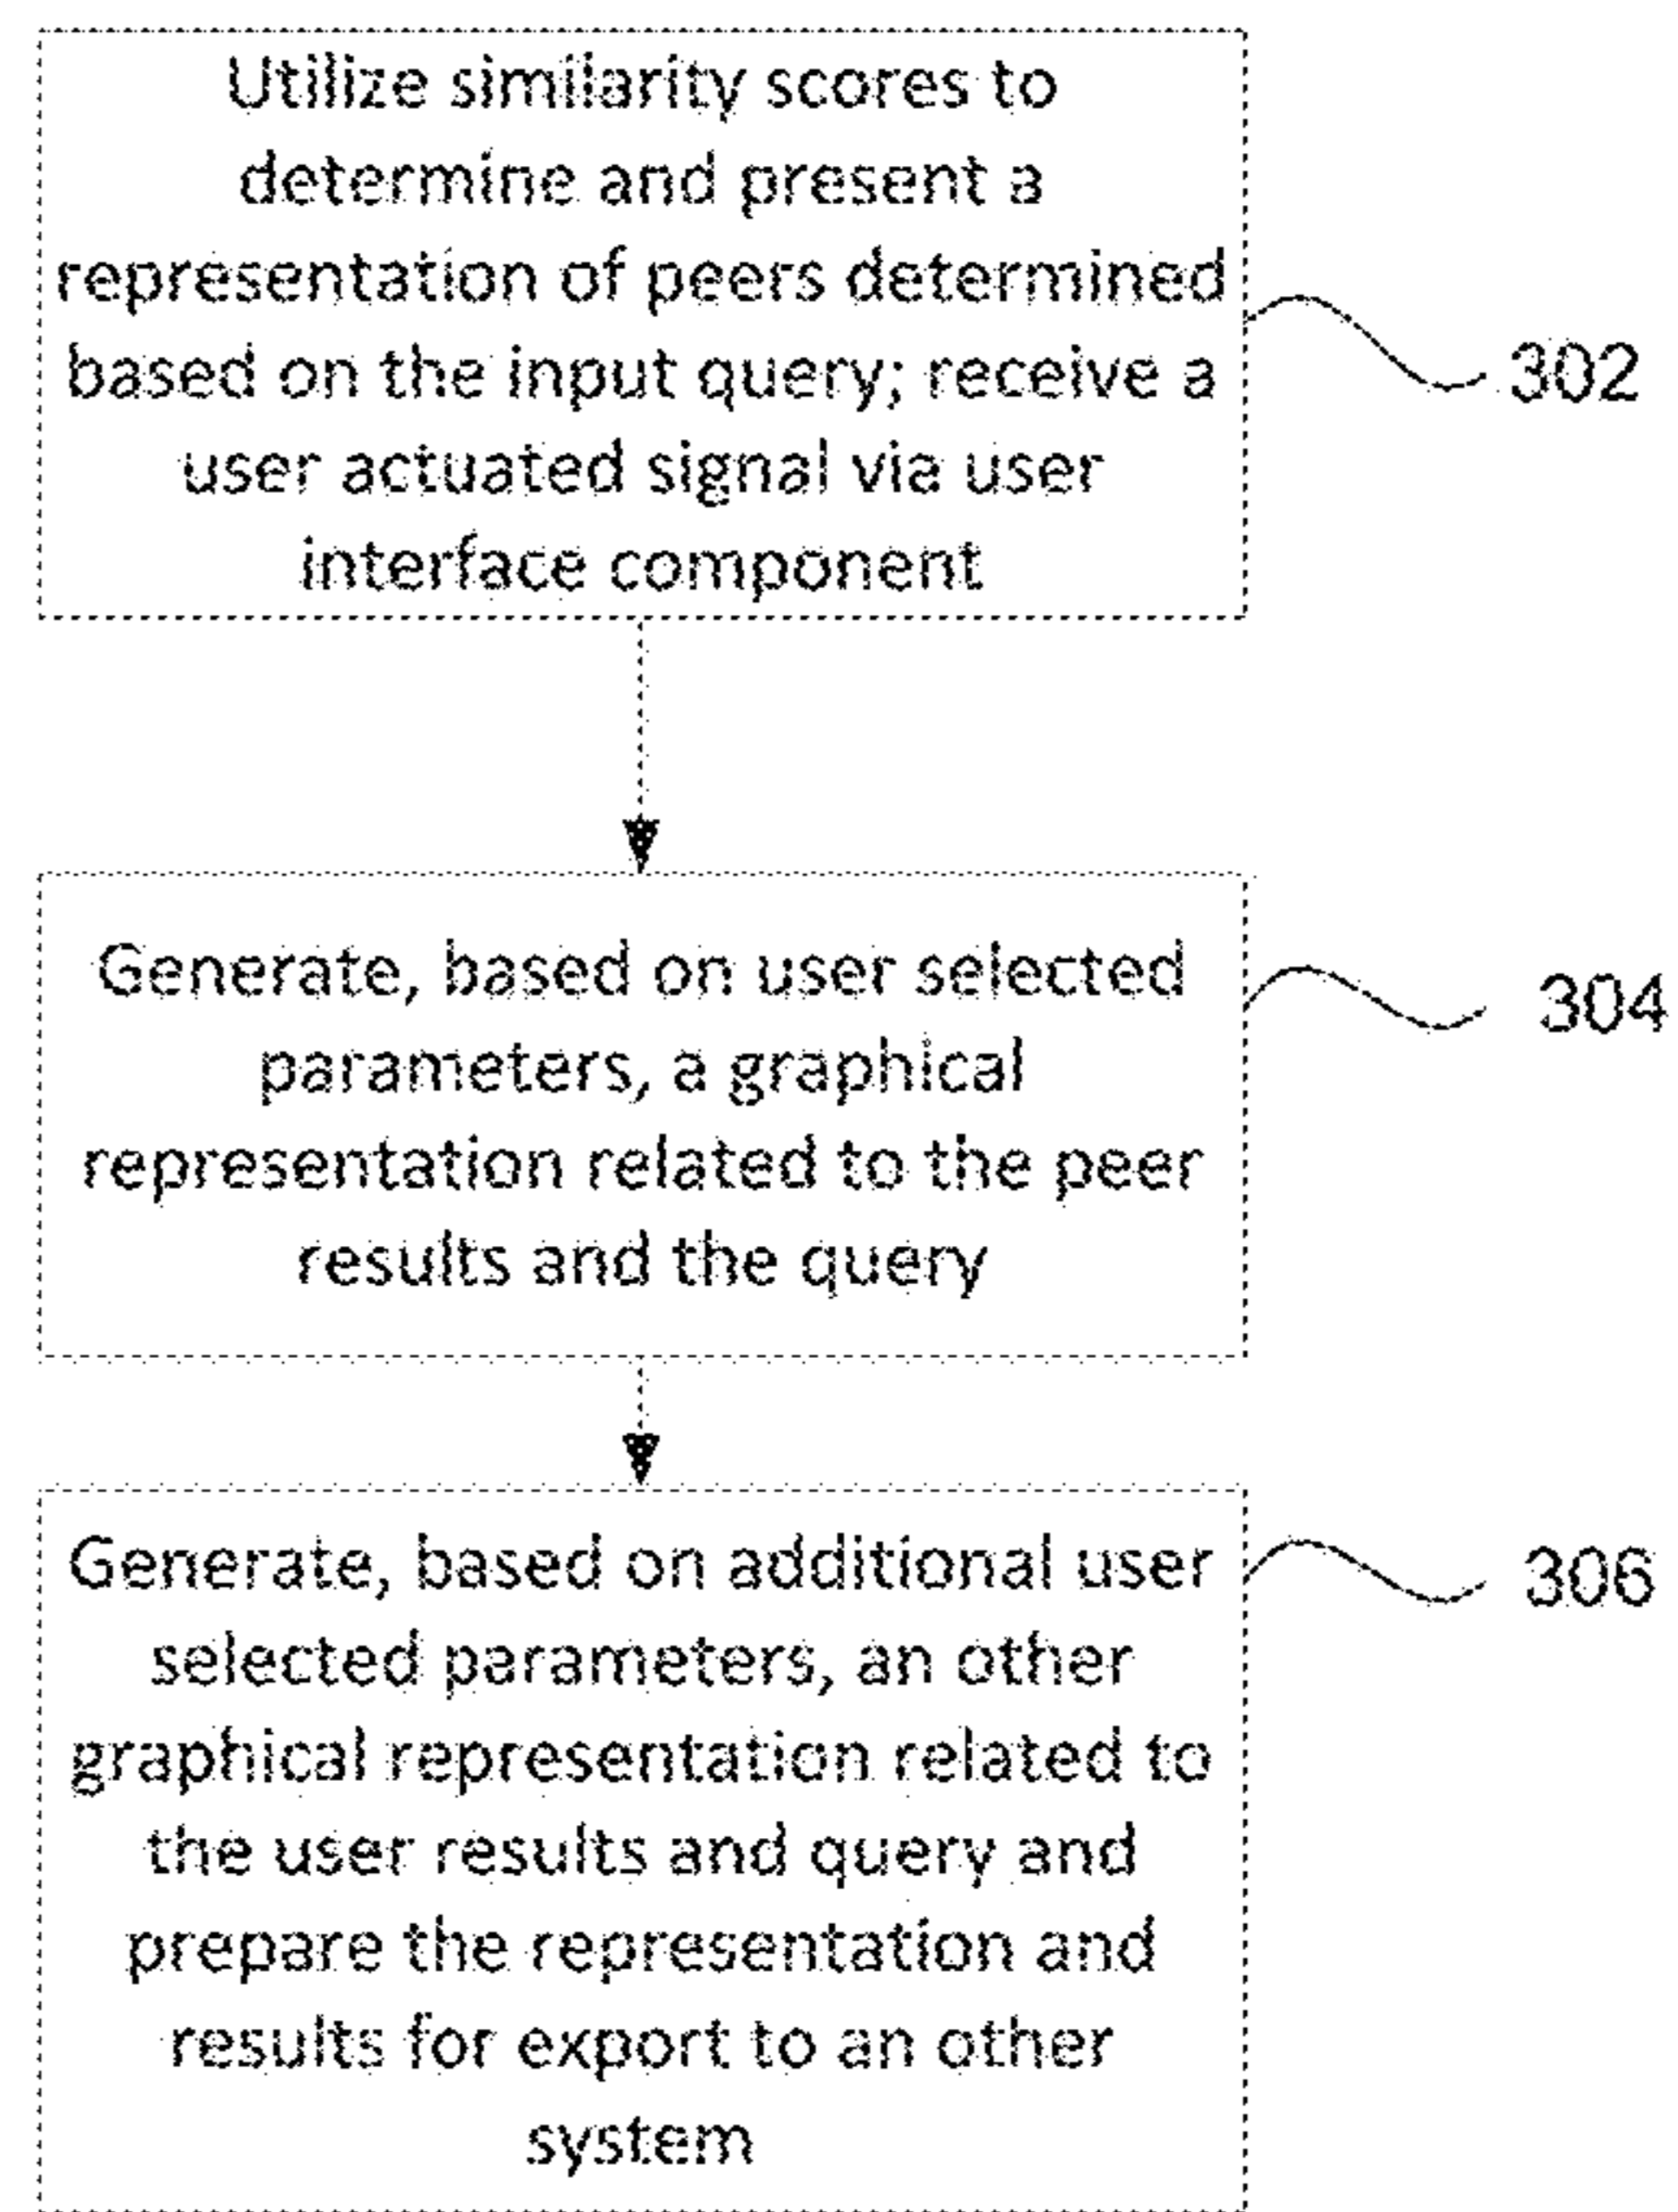 Utilize similarity scores to
determine and present a
representation of peers determined
based on the input query; receive a
user actuated signal via user
interface component
302
Generate, based on user selected
parameters, a graphical
representation related to the peer
results and the query
304
Generate, based on additional user
selected parameters, an other
graphical representation related to
the user results and query and
prepare the representation and
results for export to an other
system
306